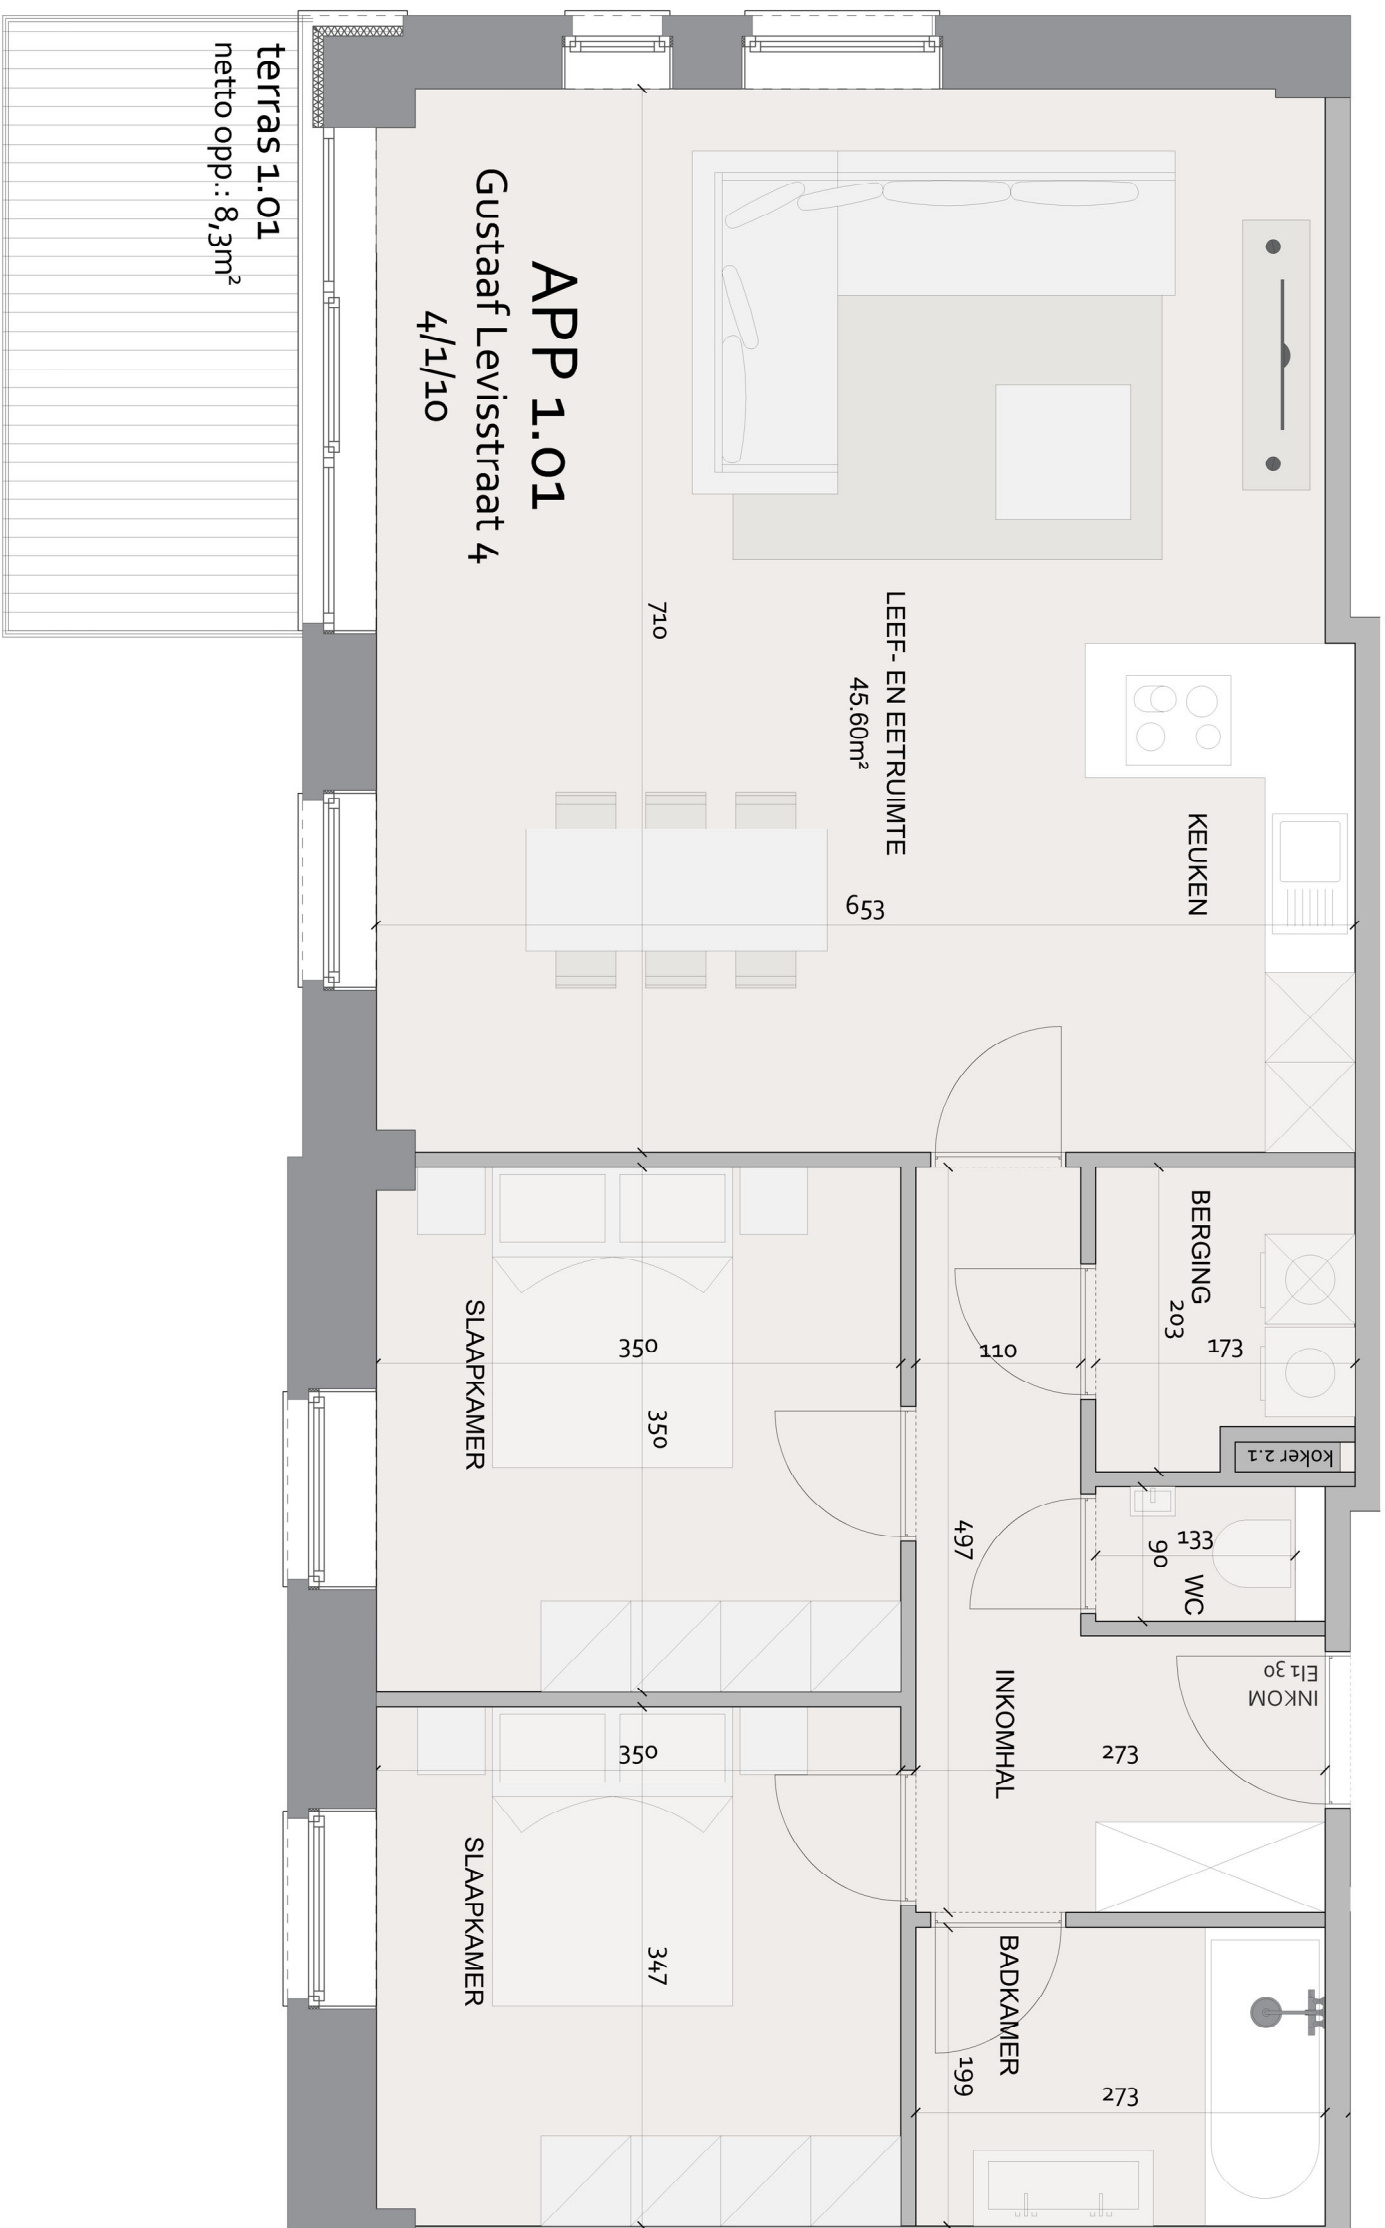 terras 1.01
netto opp.: 8,3m²
APP 1.01
Gustaaf Levisstraat 4
4/1/10
710
LEEF- EN EETRUIMTE
45.60m²
KEUKEN
653
BERGING
203
173
110
350
350
SLAAPKAMER
koker 2.1
133
90
WC
497
INKOM
EI1 30
INKOMHAL
273
350
347
SLAAPKAMER
BADKAMER
199
273